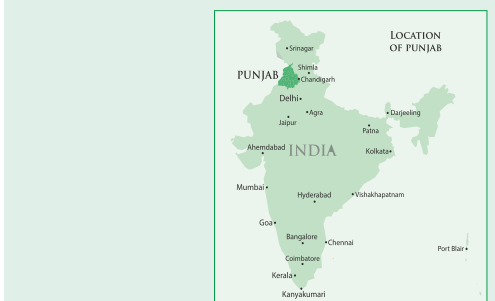 LOCATION
OF PUNJAB
Srinagar
Shimla
PUNJAB
Chandigarh
Delhi
Agra
Darjeeling
Jaipur
Patna
Ahemdabad
INDIA
Kolkata
Mumbai
Hyderabad
Vishakhapatnam
Goa
Bangalore
Chennai
Port Blair
Coimbatore
Kerala
Kanyakumari